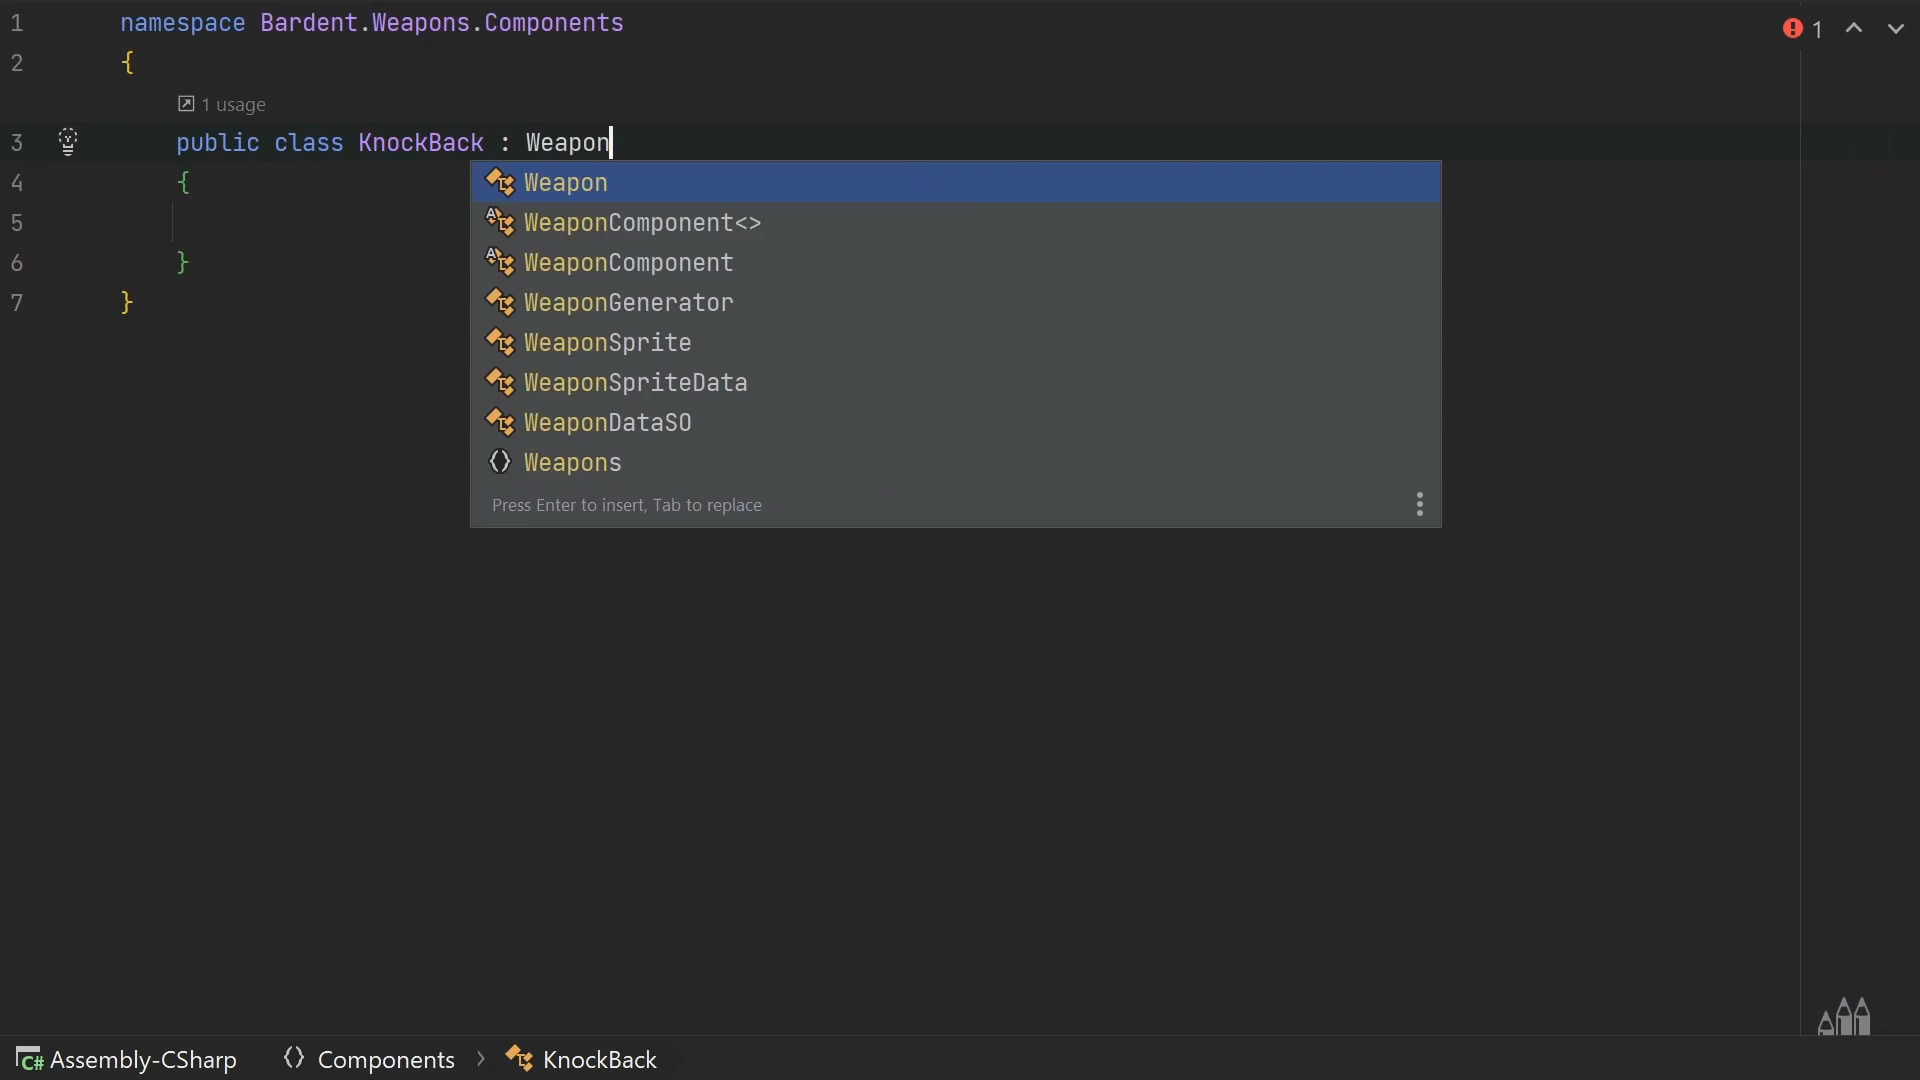 1 namespace Bardent.Weapons.Components
2 {
1 usage
3 public class KnockBack : Weapon
4 {
5
6 }
7 }
Weapon
WeaponComponent<>
WeaponComponent
WeaponGenerator
WeaponSprite
WeaponSpriteData
WeaponDataSO
Weapons
Press Enter to insert, Tab to replace
1
C# Assembly-CSharp Components KnockBack